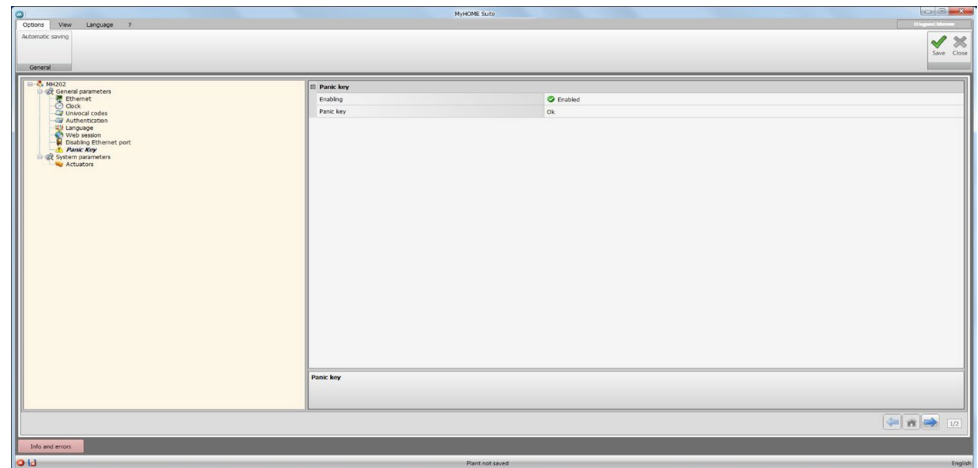 MyHOME Suite
Options View Language ?
Automatic saving
General
Save Close
MH202
General parameters
Ethernet
Clock
Univocal codes
Authentication
Language
Web session
Disabling Ethernet port
Panic Key
System parameters
Actuators
Panic key
Enabling Enabled
Panic key Ok
Panic key
1/2
Info and errors
Plant not saved English